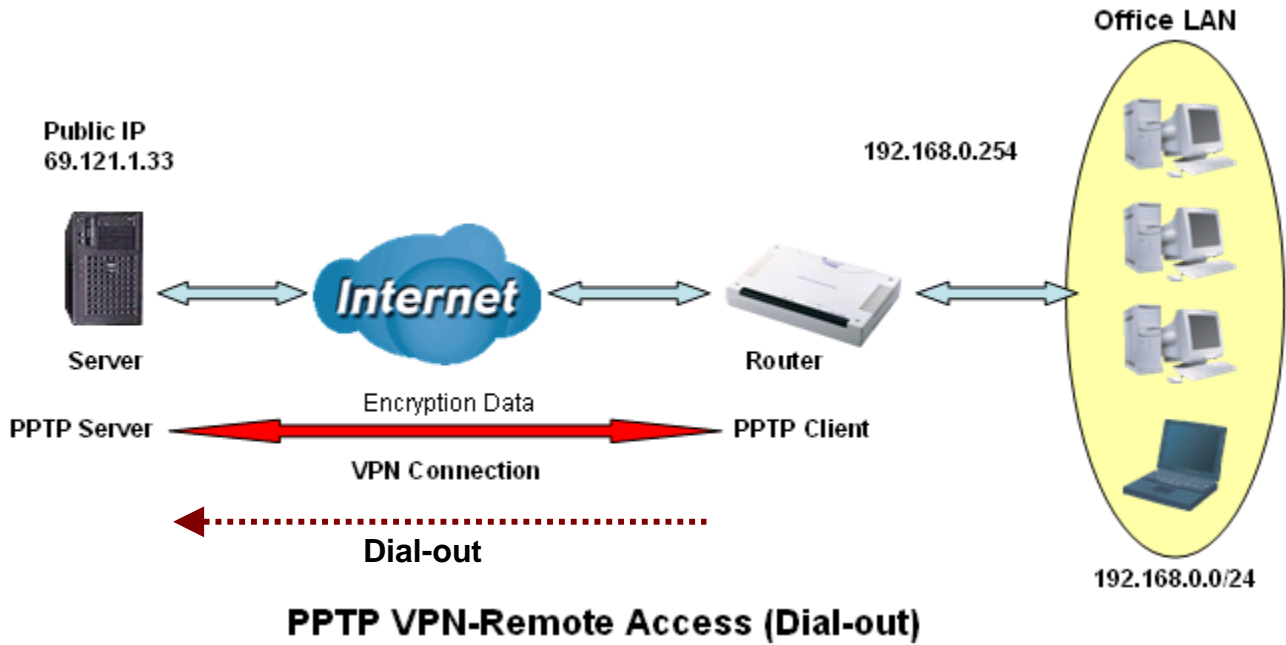 Office LAN
Public IP
69.121.1.33
192.168.0.254
Internet
Server
Router
Encryption Data
PPTP Server
PPTP Client
VPN Connection
Dial-out
192.168.0.0/24
PPTP VPN-Remote Access (Dial-out)